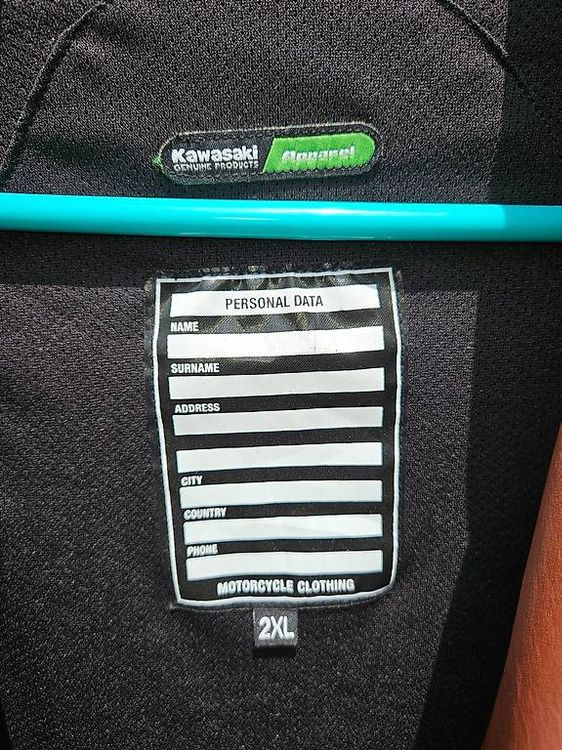 Kawasaki Apparel
GENUINE PRODUCTS
PERSONAL DATA
NAME
SURNAME
ADDRESS
CITY
COUNTRY
PHONE
MOTORCYCLE CLOTHING
2XL